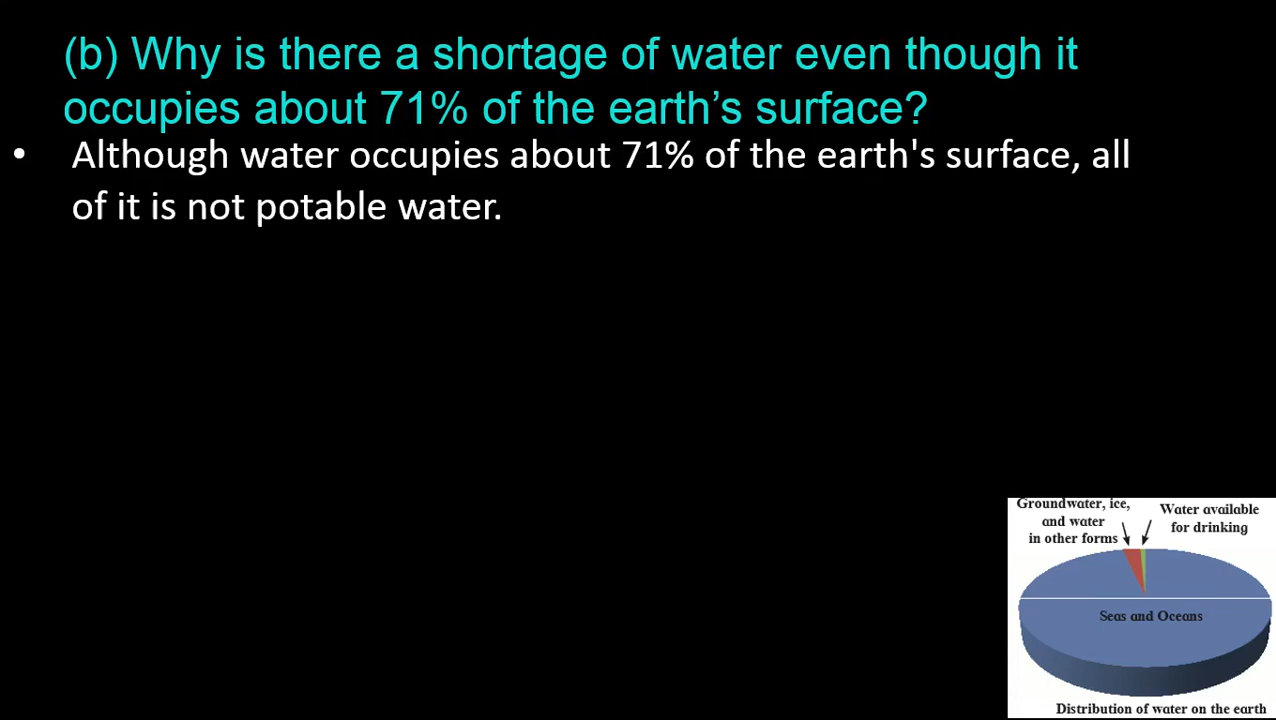 (b) Why is there a shortage of water even though it
occupies about 71% of the earth’s surface?
• Although water occupies about 71% of the earth's surface, all
of it is not potable water.
Groundwater, ice,
and water
in other forms
Water available
for drinking
Seas and Oceans
Distribution of water on the earth